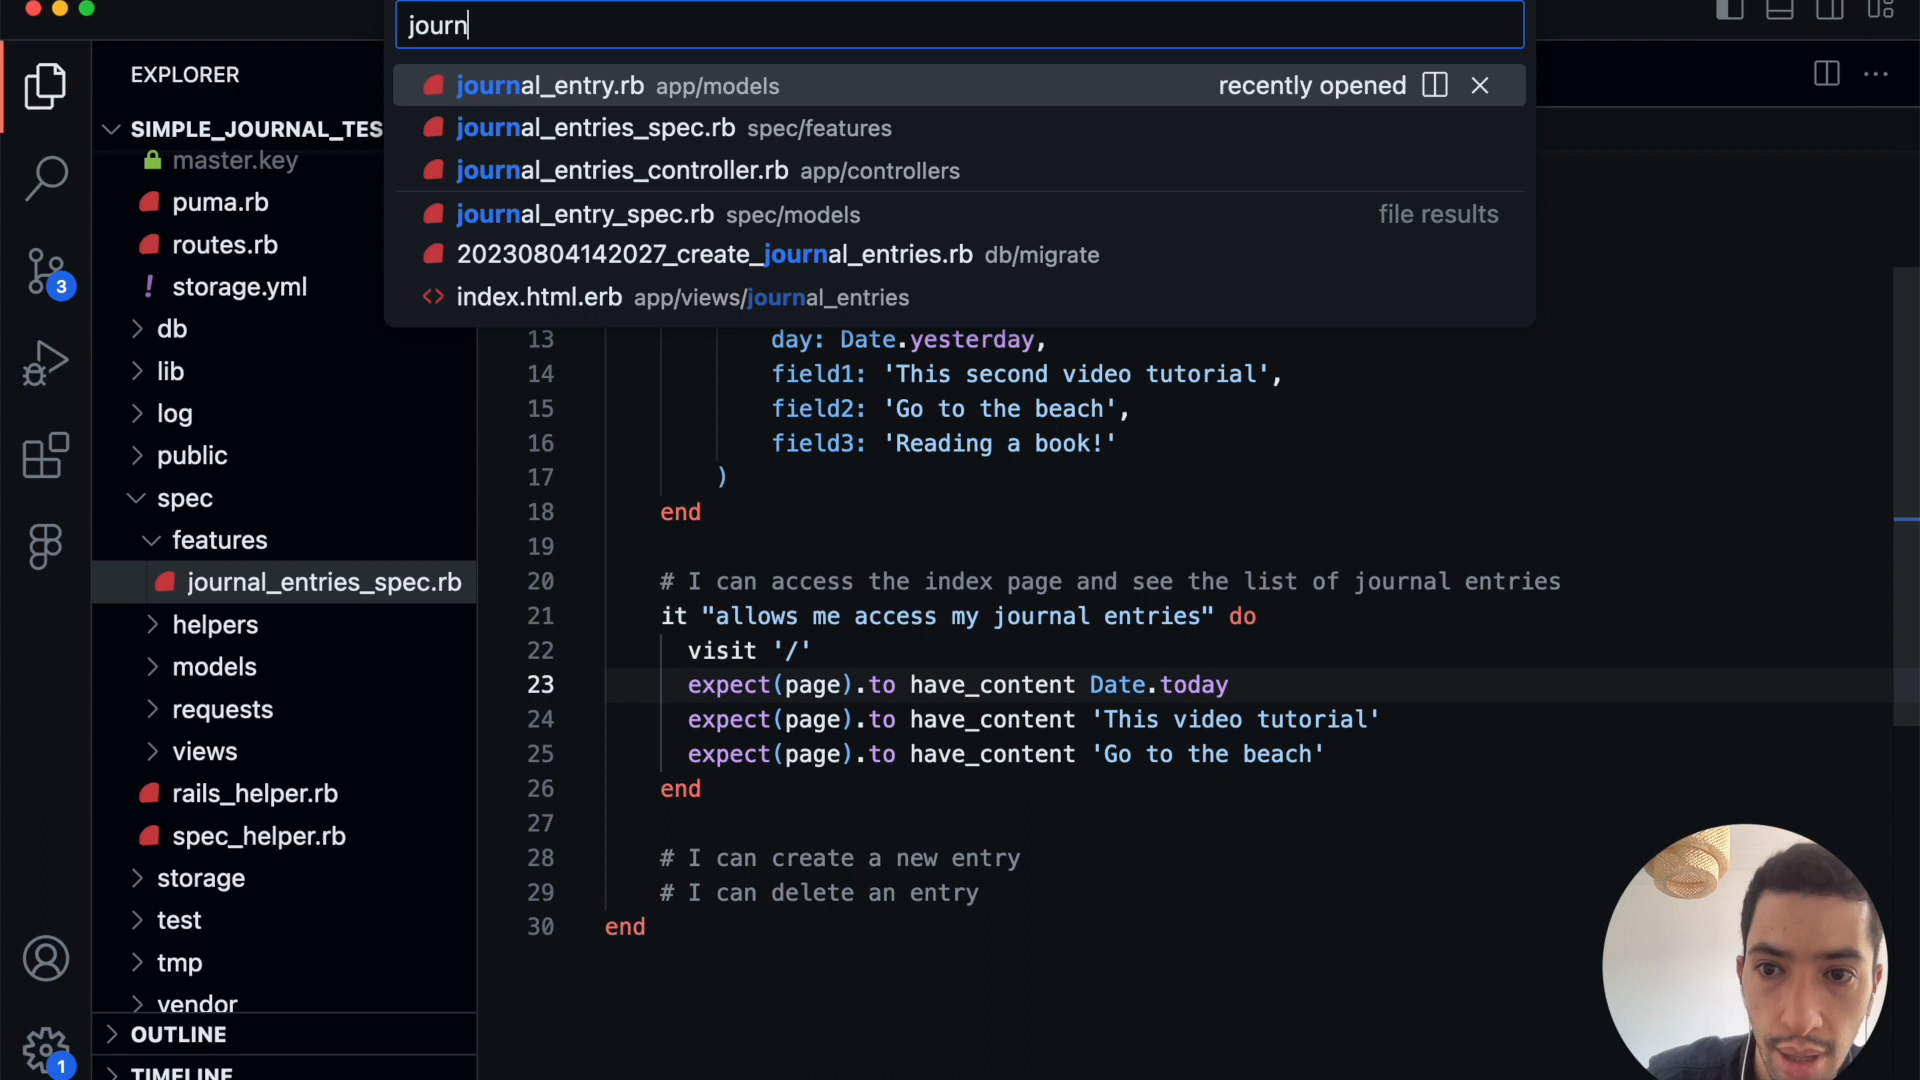 journ
EXPLORER
SIMPLE_JOURNAL_TES
master.key
puma.rb
routes.rb
storage.yml
db
lib
log
public
spec
features
journal_entries_spec.rb
helpers
models
requests
views
rails_helper.rb
spec_helper.rb
storage
test
tmp
vendor
OUTLINE
TIMELINE
3
1
journal_entry.rb app/models recently opened
journal_entries_spec.rb spec/features
journal_entries_controller.rb app/controllers
journal_entry_spec.rb spec/models file results
20230804142027_create_journal_entries.rb db/migrate
index.html.erb app/views/journal_entries
13 day: Date.yesterday,
14 field1: 'This second video tutorial',
15 field2: 'Go to the beach',
16 field3: 'Reading a book!'
17 )
18 end
19
20 # I can access the index page and see the list of journal entries
21 it "allows me access my journal entries" do
22 visit '/'
23 expect(page).to have_content Date.today
24 expect(page).to have_content 'This video tutorial'
25 expect(page).to have_content 'Go to the beach'
26 end
27
28 # I can create a new entry
29 # I can delete an entry
30 end